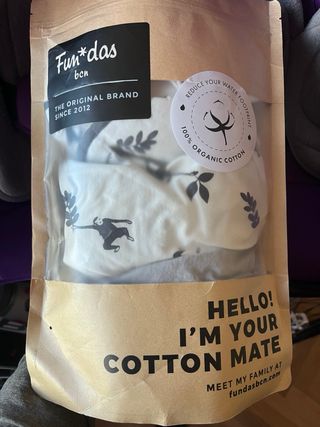 Fun*das
bcn
THE ORIGINAL BRAND
SINCE 2012
REDUCE YOUR WATER FOOTPRINT
100% ORGANIC COTTON
HELLO!
I'M YOUR
COTTON MATE
MEET MY FAMILY AT
fundasbcn.com